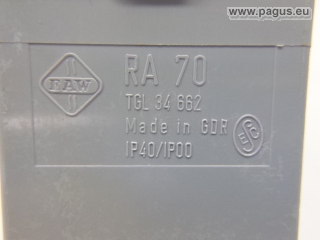 www.pagus.eu
RA 70
TGL 34 662
Made in GDR
IP40/IP00